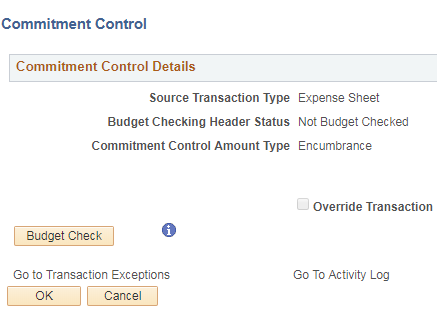 Commitment Control
Commitment Control Details
Source Transaction Type Expense Sheet
Budget Checking Header Status Not Budget Checked
Commitment Control Amount Type Encumbrance
Override Transaction
Budget Check
Go to Transaction Exceptions Go To Activity Log
OK Cancel